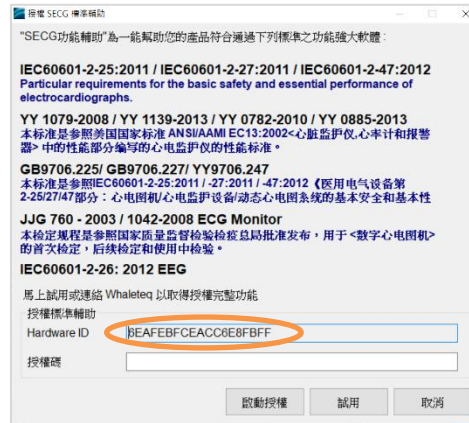 授權 SECG 標準輔助
"SECG功能輔助"為一能幫助您的產品符合通過下列標準之功能強大軟體:
IEC60601-2-25:2011 / IEC60601-2-27:2011 / IEC60601-2-47:2012
Particular requirements for the basic safety and essential performance of
electrocardiographs.
YY 1079-2008 / YY 1139-2013 / YY 0782-2010 / YY 0885-2013
本标准是参照美国国家标准 ANSI/AAMI EC13:2002<心脏监护仪,心率计和报警
器> 中的性能部分编写的心电监护仪的性能标准。
GB9706.225/ GB9706.227/ YY9706.247
本标准是参照IEC60601-2-25:2011 / -27:2011 / -47:2012《医用电气设备第
2-25/27/47部分:心电图机/心电监护设备/动态心电图系统的基本安全和基本性
JJG 760 - 2003 / 1042-2008 ECG Monitor
本检定规程是参照国家质量监督检验检疫总局批准发布,用于<数字心电图机>
的首次检定,后续检定和使用中检验。
IEC60601-2-26: 2012 EEG
馬上試用或連絡 Whaleteq 以取得授權完整功能
授權標準輔助
Hardware ID 8EAFEBFCEACC6E8FBFF
授權碼
啟動授權 試用 取消